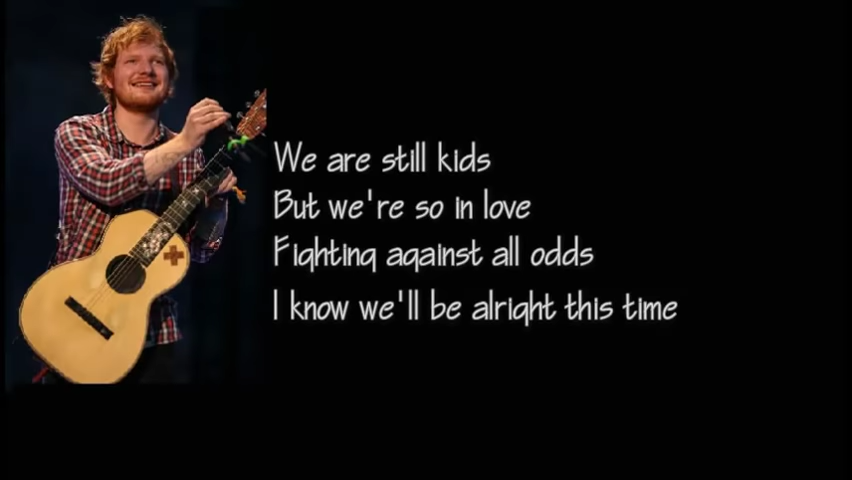 We are still kids
But we're so in love
Fighting against all odds
I know we'll be alright this time